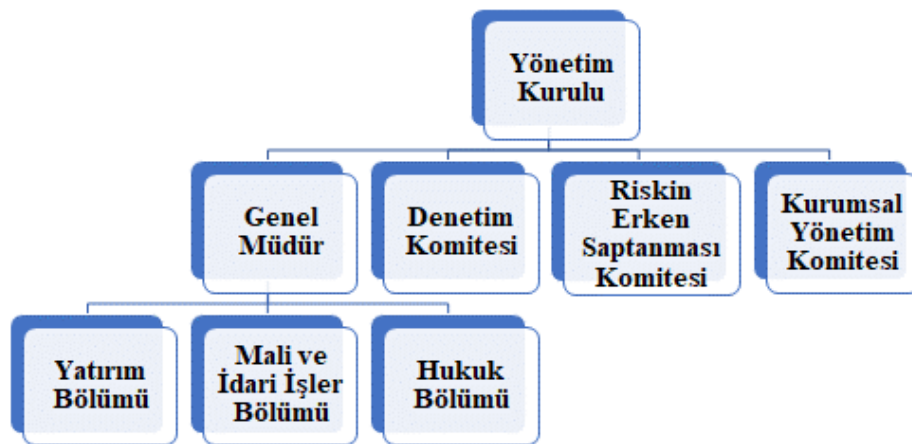 Yönetim
Kurulu
Genel
Müdür
Denetim
Komitesi
Riskin
Erken
Saptanması
Komitesi
Kurumsal
Yönetim
Komitesi
Yatırım
Bölümü
Mali ve
İdari İşler
Bölümü
Hukuk
Bölümü